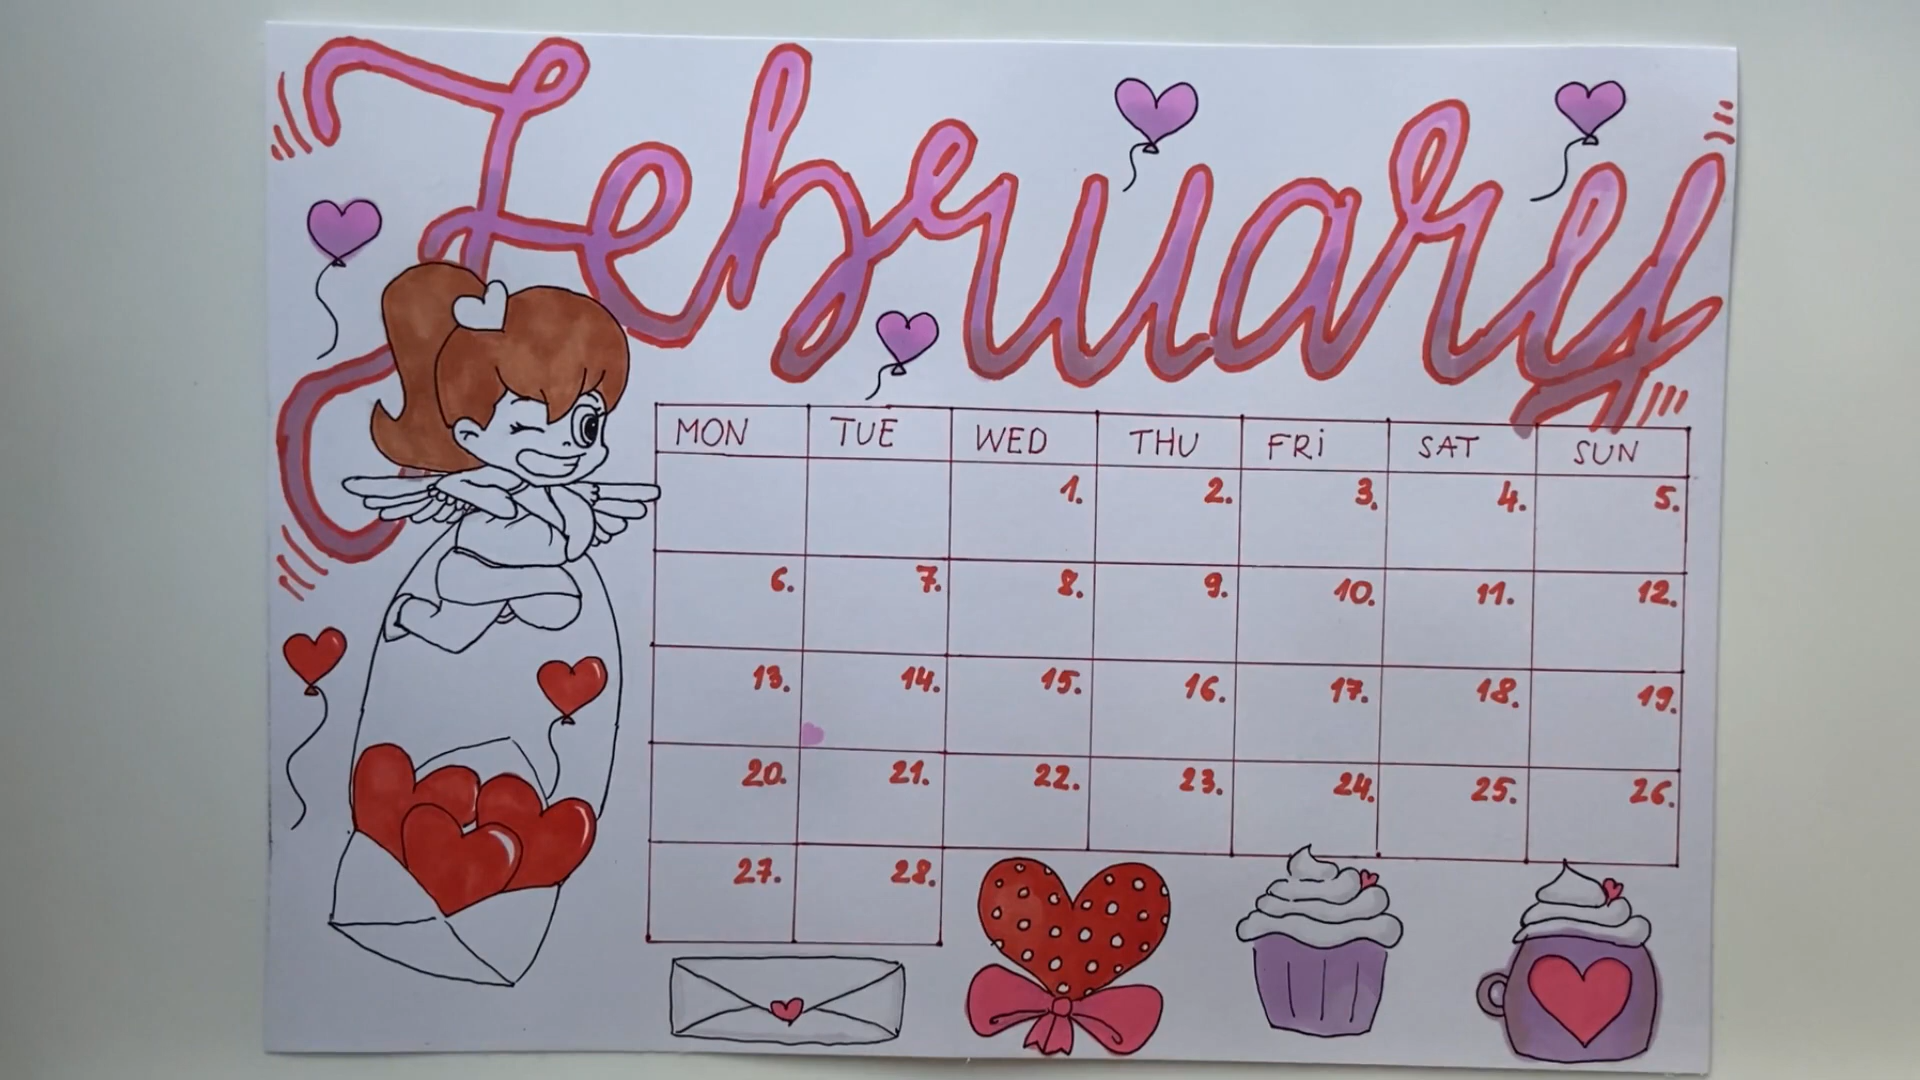 February
MON TUE WED THU FRi SAT SUN
1. 2. 3. 4. 5.
6. 7. 8. 9. 10. 11. 12.
13. 14. 15. 16. 17. 18. 19.
20. 21. 22. 23. 24. 25. 26.
27. 28.